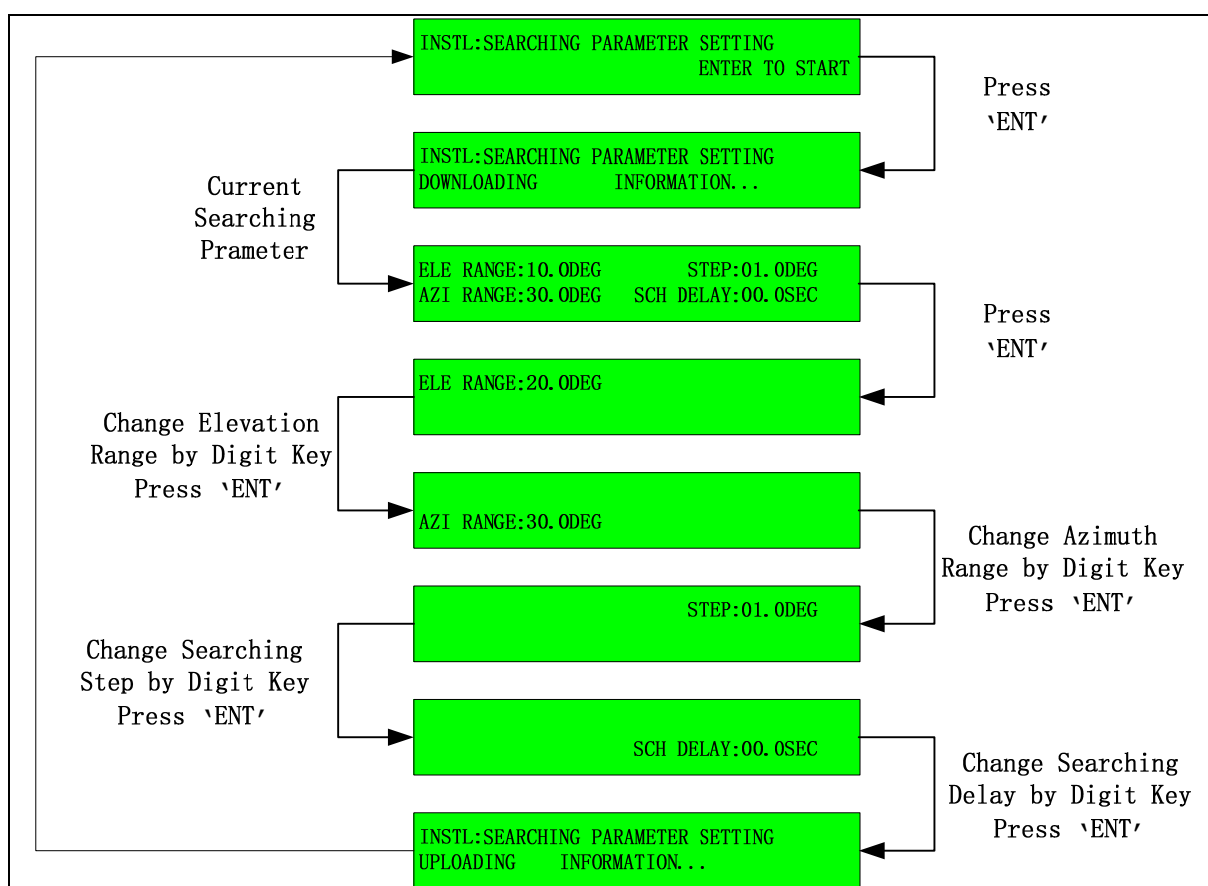 INSTL:SEARCHING PARAMETER SETTING
ENTER TO START
Press
‵ENT′
INSTL:SEARCHING PARAMETER SETTING
DOWNLOADING INFORMATION...
Current
Searching
Prameter
ELE RANGE:10.0DEG STEP:01.0DEG
AZI RANGE:30.0DEG SCH DELAY:00.0SEC
Press
‵ENT′
ELE RANGE:20.0DEG
Change Elevation
Range by Digit Key
Press ‵ENT′
AZI RANGE:30.0DEG
Change Azimuth
Range by Digit Key
Press ‵ENT′
STEP:01.0DEG
Change Searching
Step by Digit Key
Press ‵ENT′
SCH DELAY:00.0SEC
Change Searching
Delay by Digit Key
Press ‵ENT′
INSTL:SEARCHING PARAMETER SETTING
UPLOADING INFORMATION...